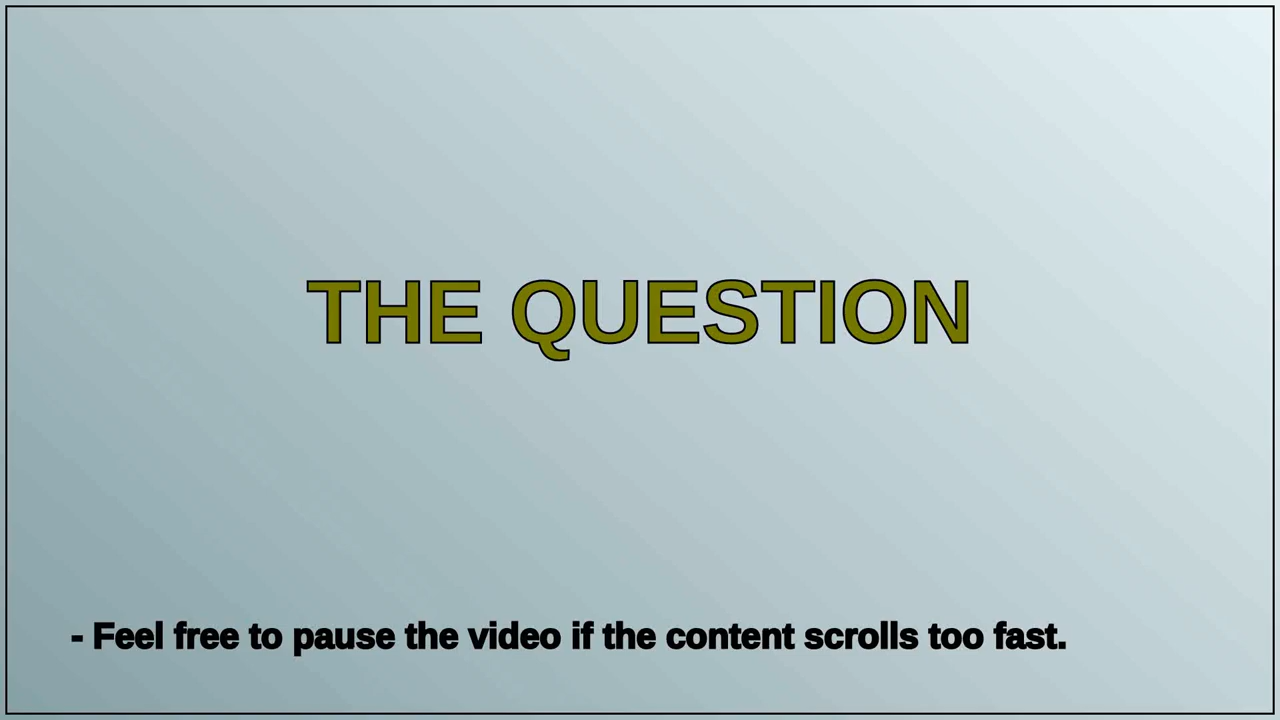 THE QUESTION
- Feel free to pause the video if the content scrolls too fast.